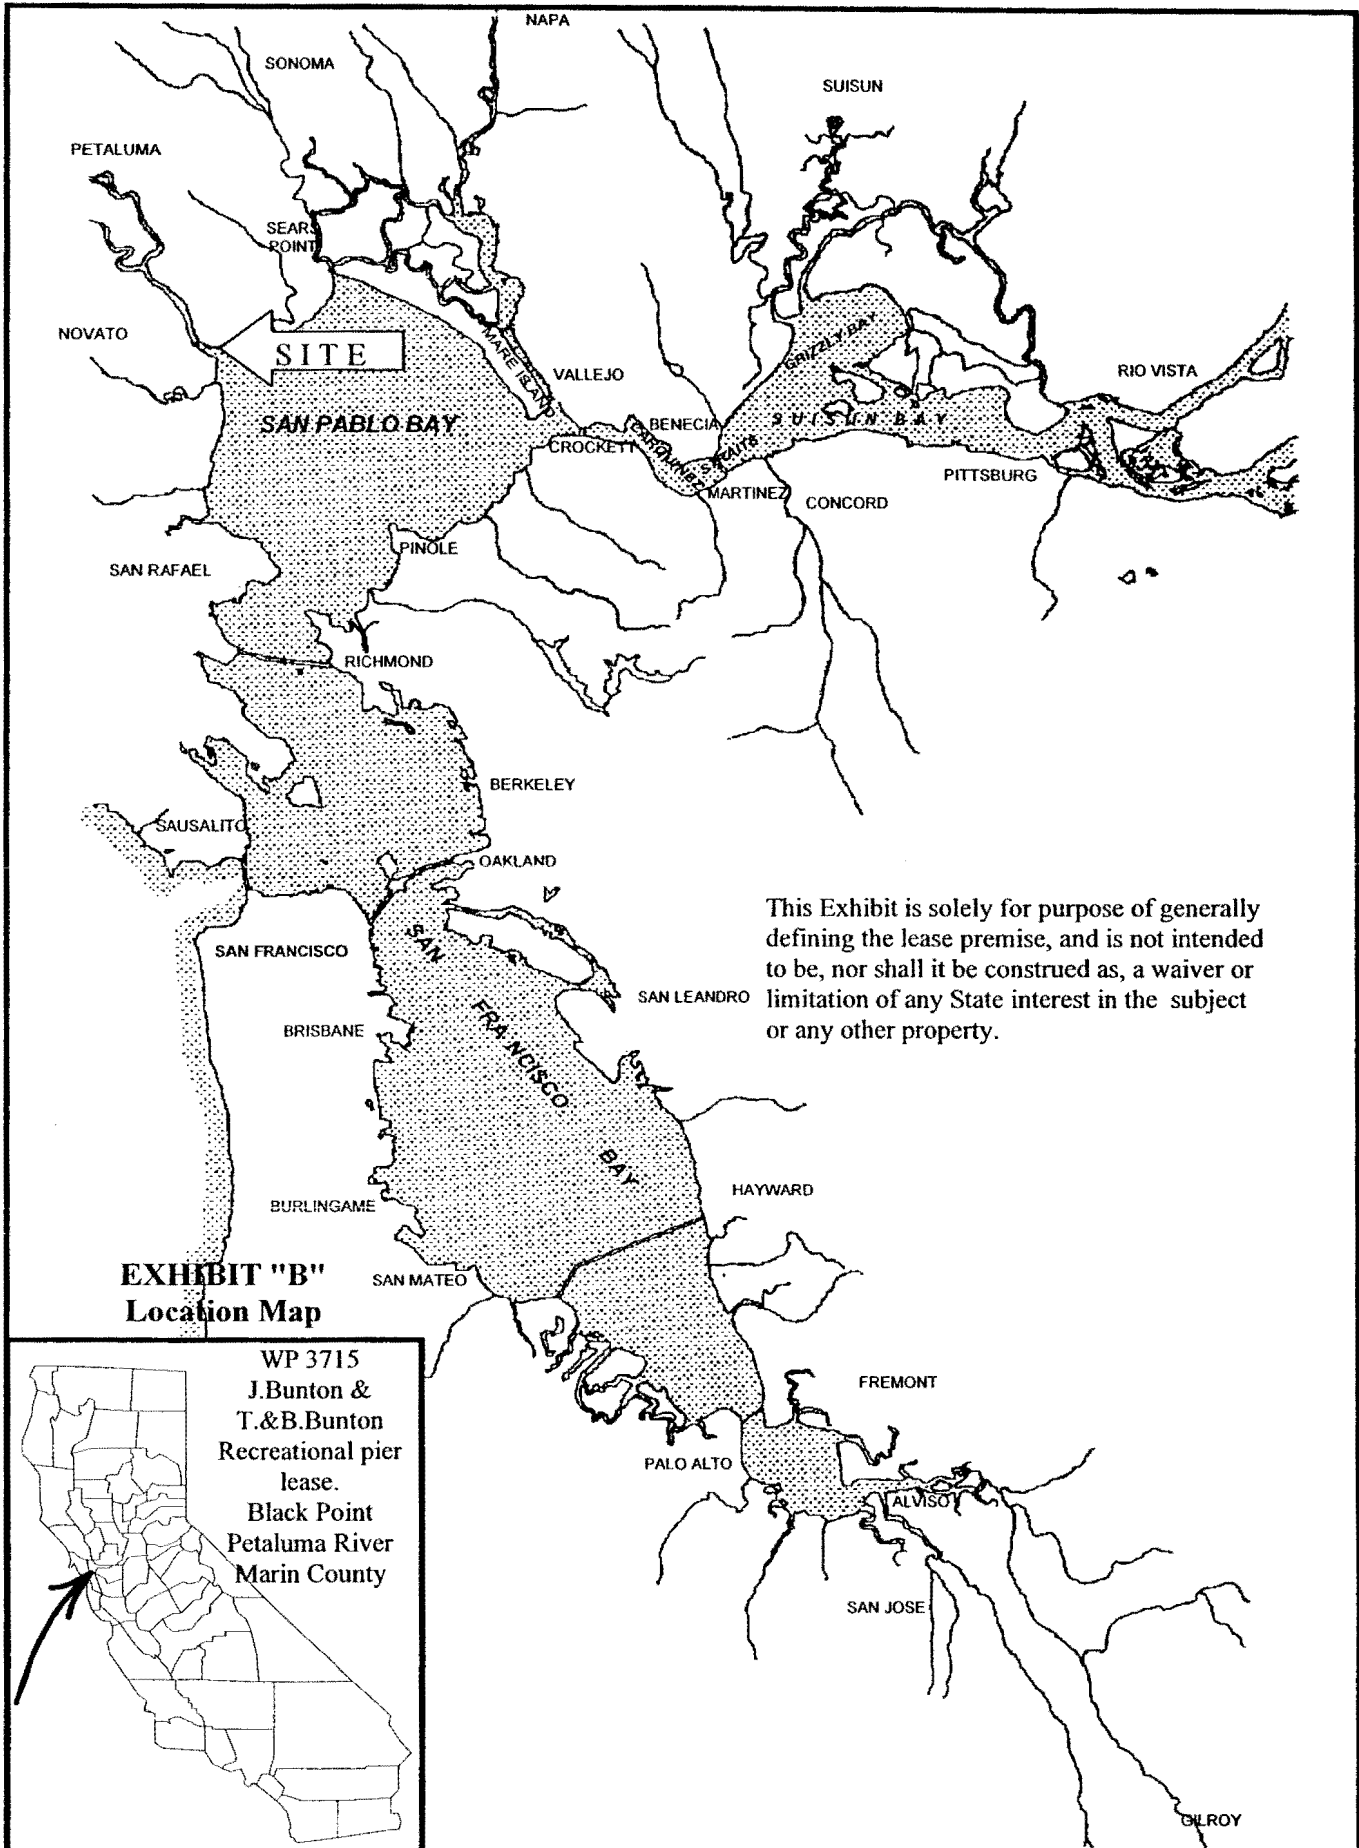 NAPA
SONOMA
SUISUN
PETALUMA
SEARS
POINT
NOVATO
SITE
MARE ISLAND
VALLEJO
GRIZZLY BAY
RIO VISTA
SAN PABLO BAY
BENECIA
SUISUN BAY
CROCKETT
CARQUINEZ STRAITS
PITTSBURG
MARTINEZ
CONCORD
PINOLE
SAN RAFAEL
RICHMOND
BERKELEY
SAUSALITO
OAKLAND
This Exhibit is solely for purpose of generally
defining the lease premise, and is not intended
to be, nor shall it be construed as, a waiver or
limitation of any State interest in the subject
or any other property.
SAN FRANCISCO
SAN FRANCISCO BAY
SAN LEANDRO
BRISBANE
HAYWARD
BURLINGAME
SAN MATEO
EXHIBIT "B"
Location Map
WP 3715
J.Bunton &
T.&B.Bunton
Recreational pier
lease.
Black Point
Petaluma River
Marin County
FREMONT
PALO ALTO
ALVISO
SAN JOSE
GILROY